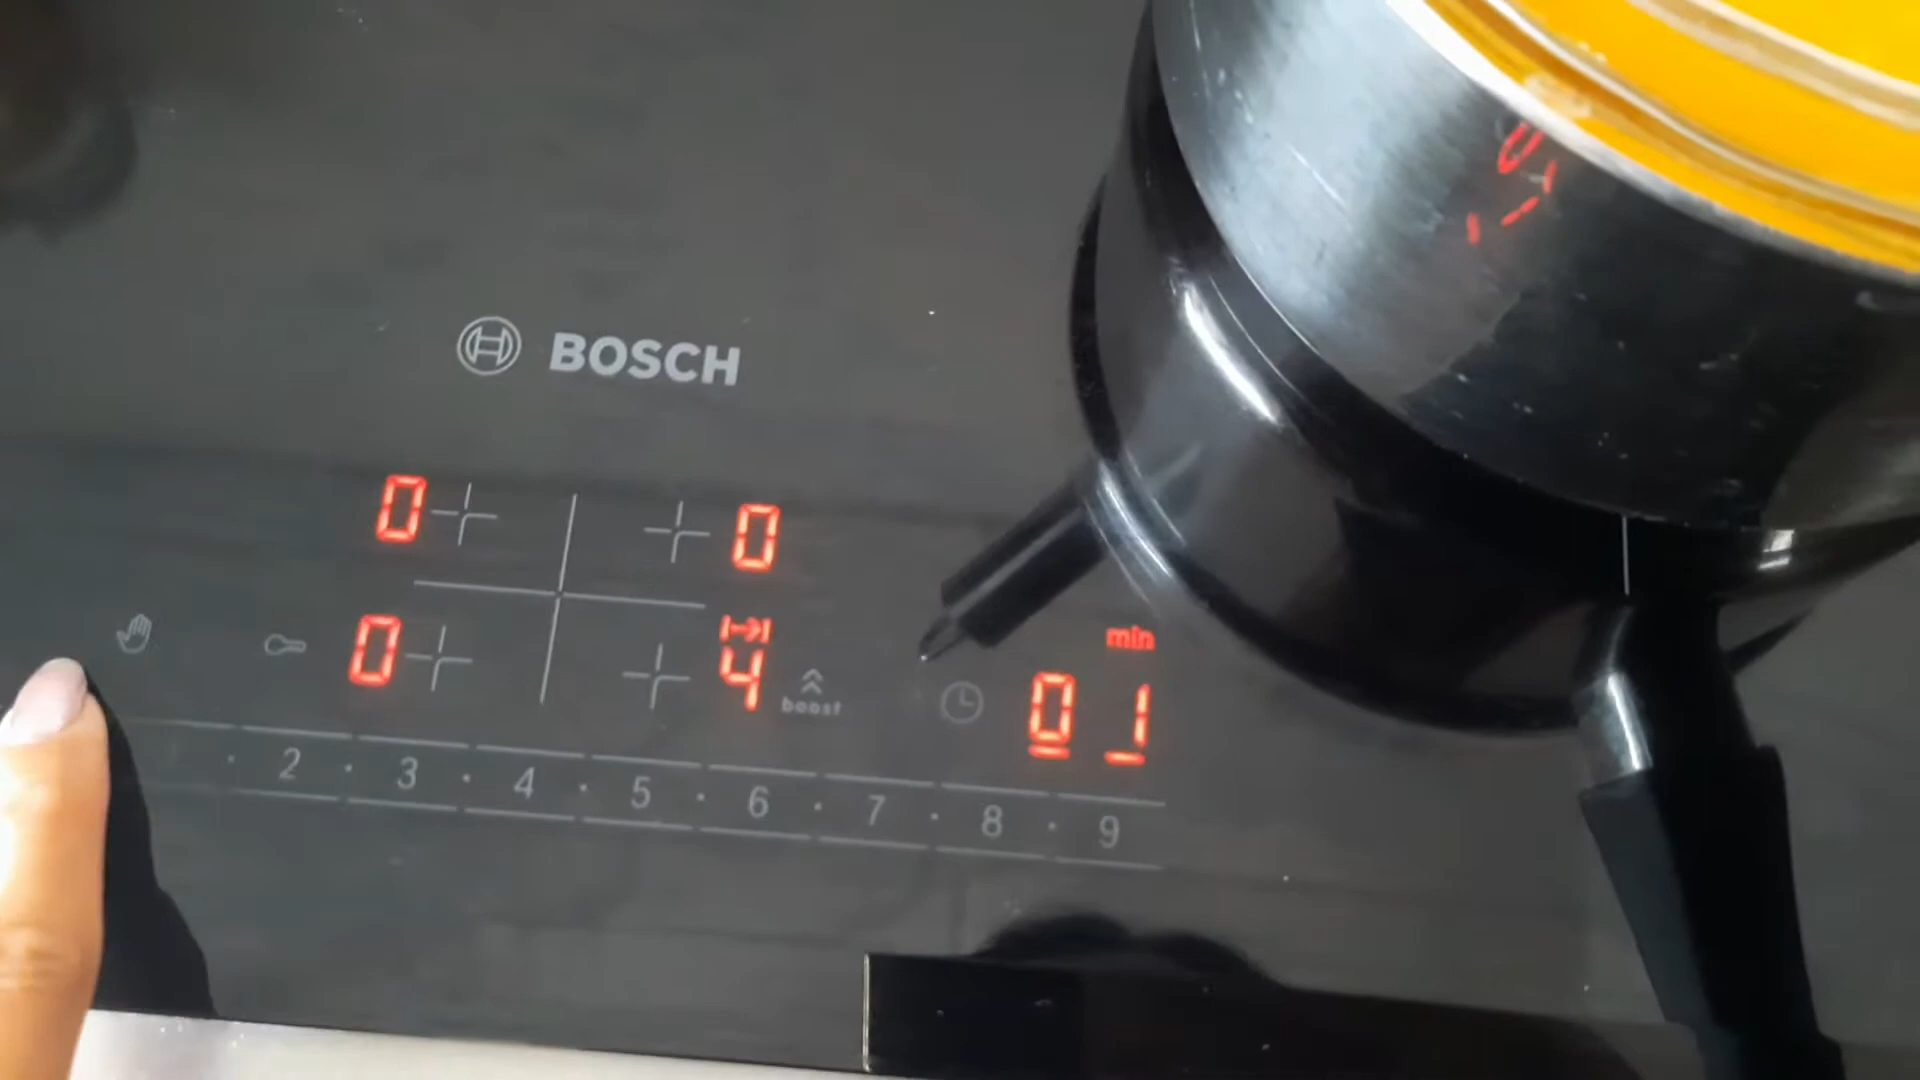 BOSCH
0 0
min
0 4 boost 01
2 · 3 · 4 · 5 · 6 · 7 · 8 · 9